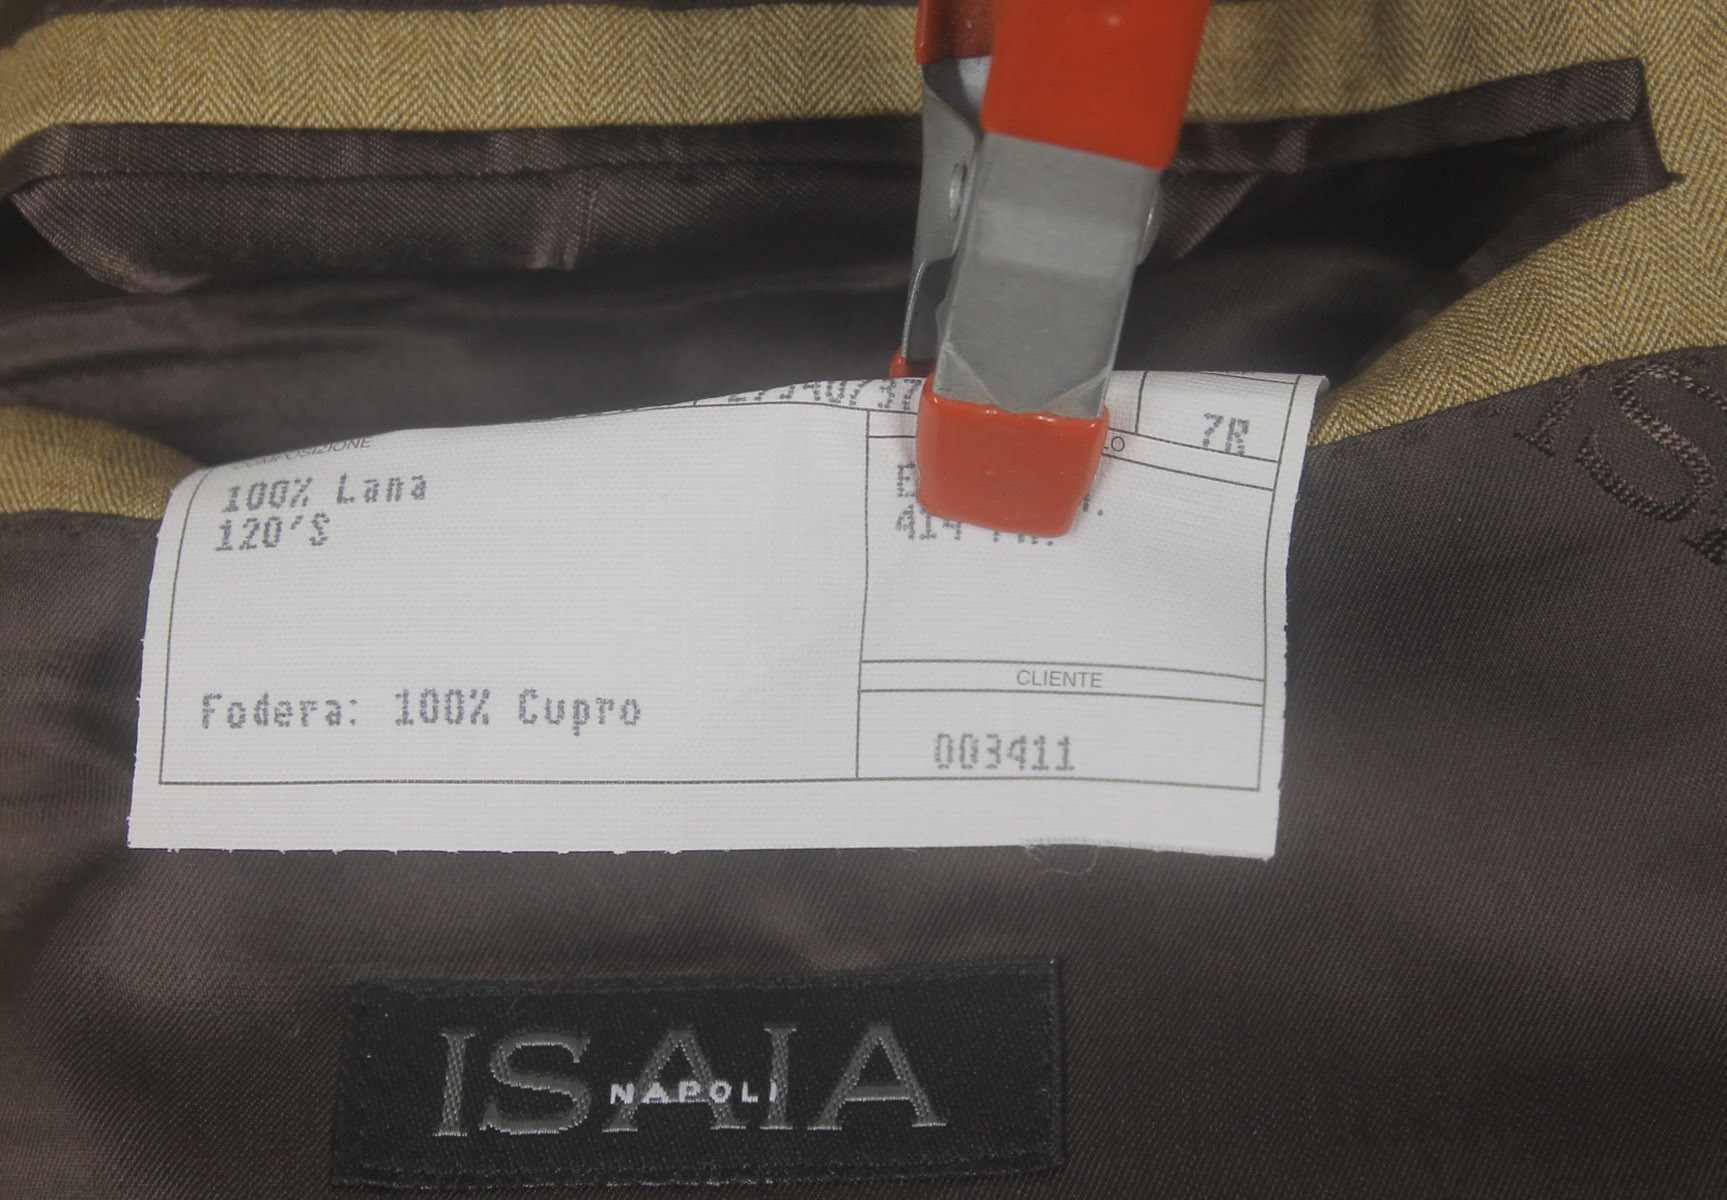 COMPOSIZIONE
7R
100% Lana
120'S
Fodera: 100% Cupro
CLIENTE
003411
ISAIA
NAPOLI